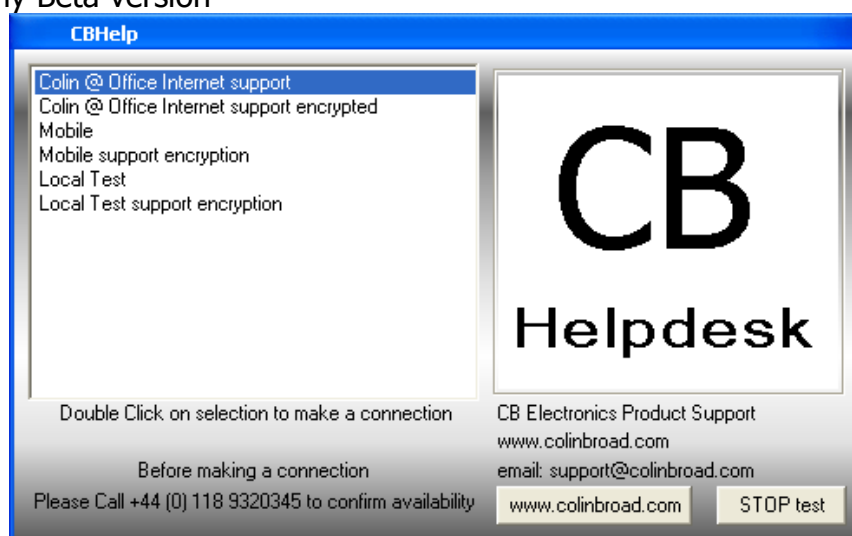 Beta version
CBHelp
Colin @ Office Internet support
Colin @ Office Internet support encrypted
Mobile
Mobile support encryption
Local Test
Local Test support encryption
CB
Helpdesk
Double Click on selection to make a connection
Before making a connection
Please Call +44 (0) 118 9320345 to confirm availability
CB Electronics Product Support
www.colinbroad.com
email: support@colinbroad.com
www.colinbroad.com
STOP test